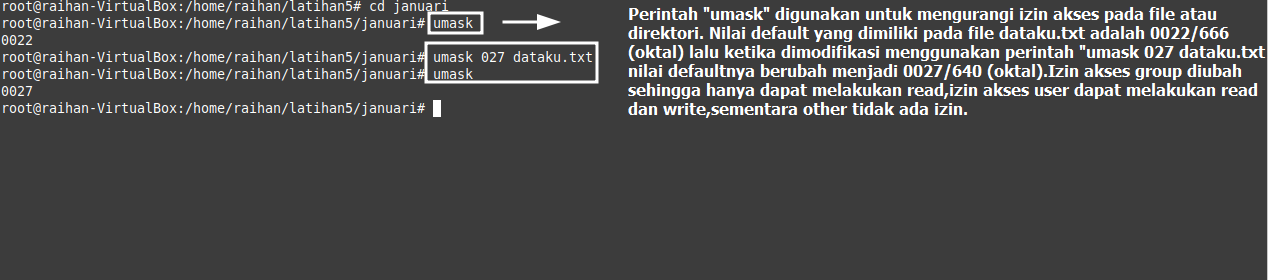 root@raihan-VirtualBox:/home/raihan/latihan5# cd januari
root@raihan-VirtualBox:/home/raihan/latihan5/januari# umask
0022
root@raihan-VirtualBox:/home/raihan/latihan5/januari# umask 027 dataku.txt
root@raihan-VirtualBox:/home/raihan/latihan5/januari# umask
0027
root@raihan-VirtualBox:/home/raihan/latihan5/januari#
Perintah "umask" digunakan untuk mengurangi izin akses pada file atau
direktori. Nilai default yang dimiliki pada file dataku.txt adalah 0022/666
(oktal) lalu ketika dimodifikasi menggunakan perintah "umask 027 dataku.txt
nilai defaultnya berubah menjadi 0027/640 (oktal).Izin akses group diubah
sehingga hanya dapat melakukan read,izin akses user dapat melakukan read
dan write,sementara other tidak ada izin.